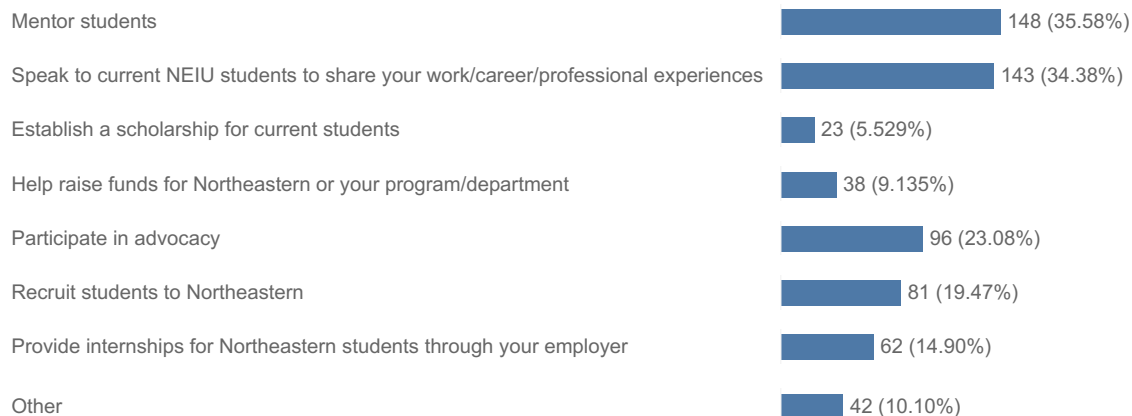 Mentor students 148 (35.58%)
Speak to current NEIU students to share your work/career/professional experiences 143 (34.38%)
Establish a scholarship for current students 23 (5.529%)
Help raise funds for Northeastern or your program/department 38 (9.135%)
Participate in advocacy 96 (23.08%)
Recruit students to Northeastern 81 (19.47%)
Provide internships for Northeastern students through your employer 62 (14.90%)
Other 42 (10.10%)